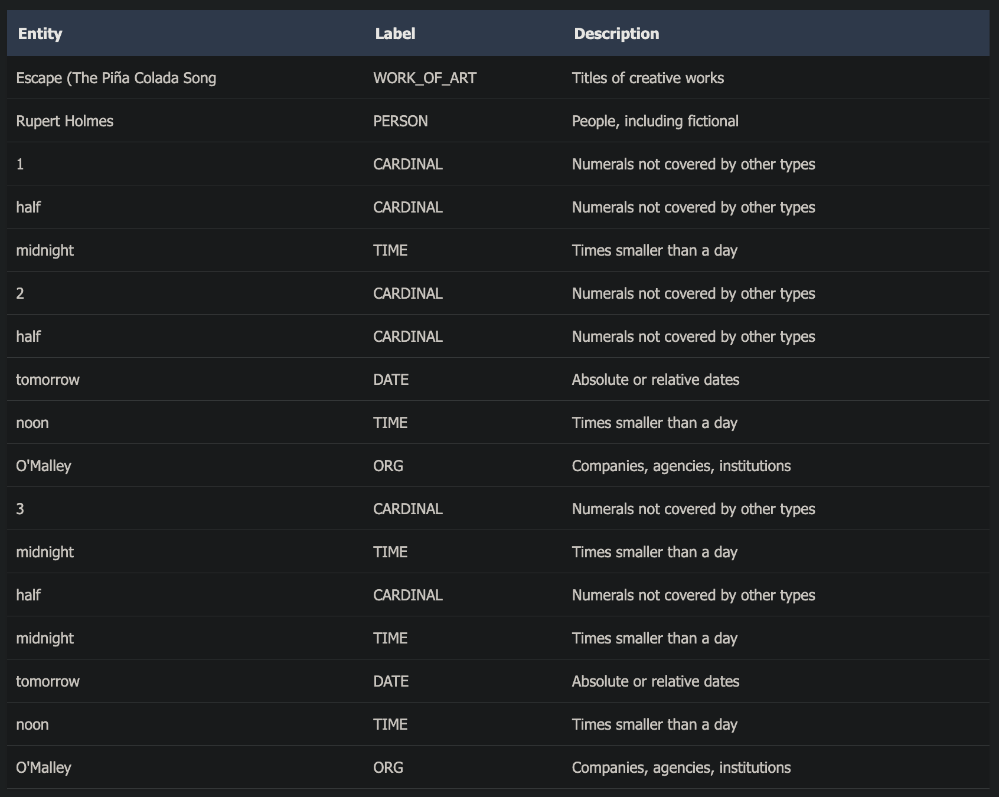 Entity Label Description
Escape (The Piña Colada Song WORK_OF_ART Titles of creative works
Rupert Holmes PERSON People, including fictional
1 CARDINAL Numerals not covered by other types
half CARDINAL Numerals not covered by other types
midnight TIME Times smaller than a day
2 CARDINAL Numerals not covered by other types
half CARDINAL Numerals not covered by other types
tomorrow DATE Absolute or relative dates
noon TIME Times smaller than a day
O'Malley ORG Companies, agencies, institutions
3 CARDINAL Numerals not covered by other types
midnight TIME Times smaller than a day
half CARDINAL Numerals not covered by other types
midnight TIME Times smaller than a day
tomorrow DATE Absolute or relative dates
noon TIME Times smaller than a day
O'Malley ORG Companies, agencies, institutions